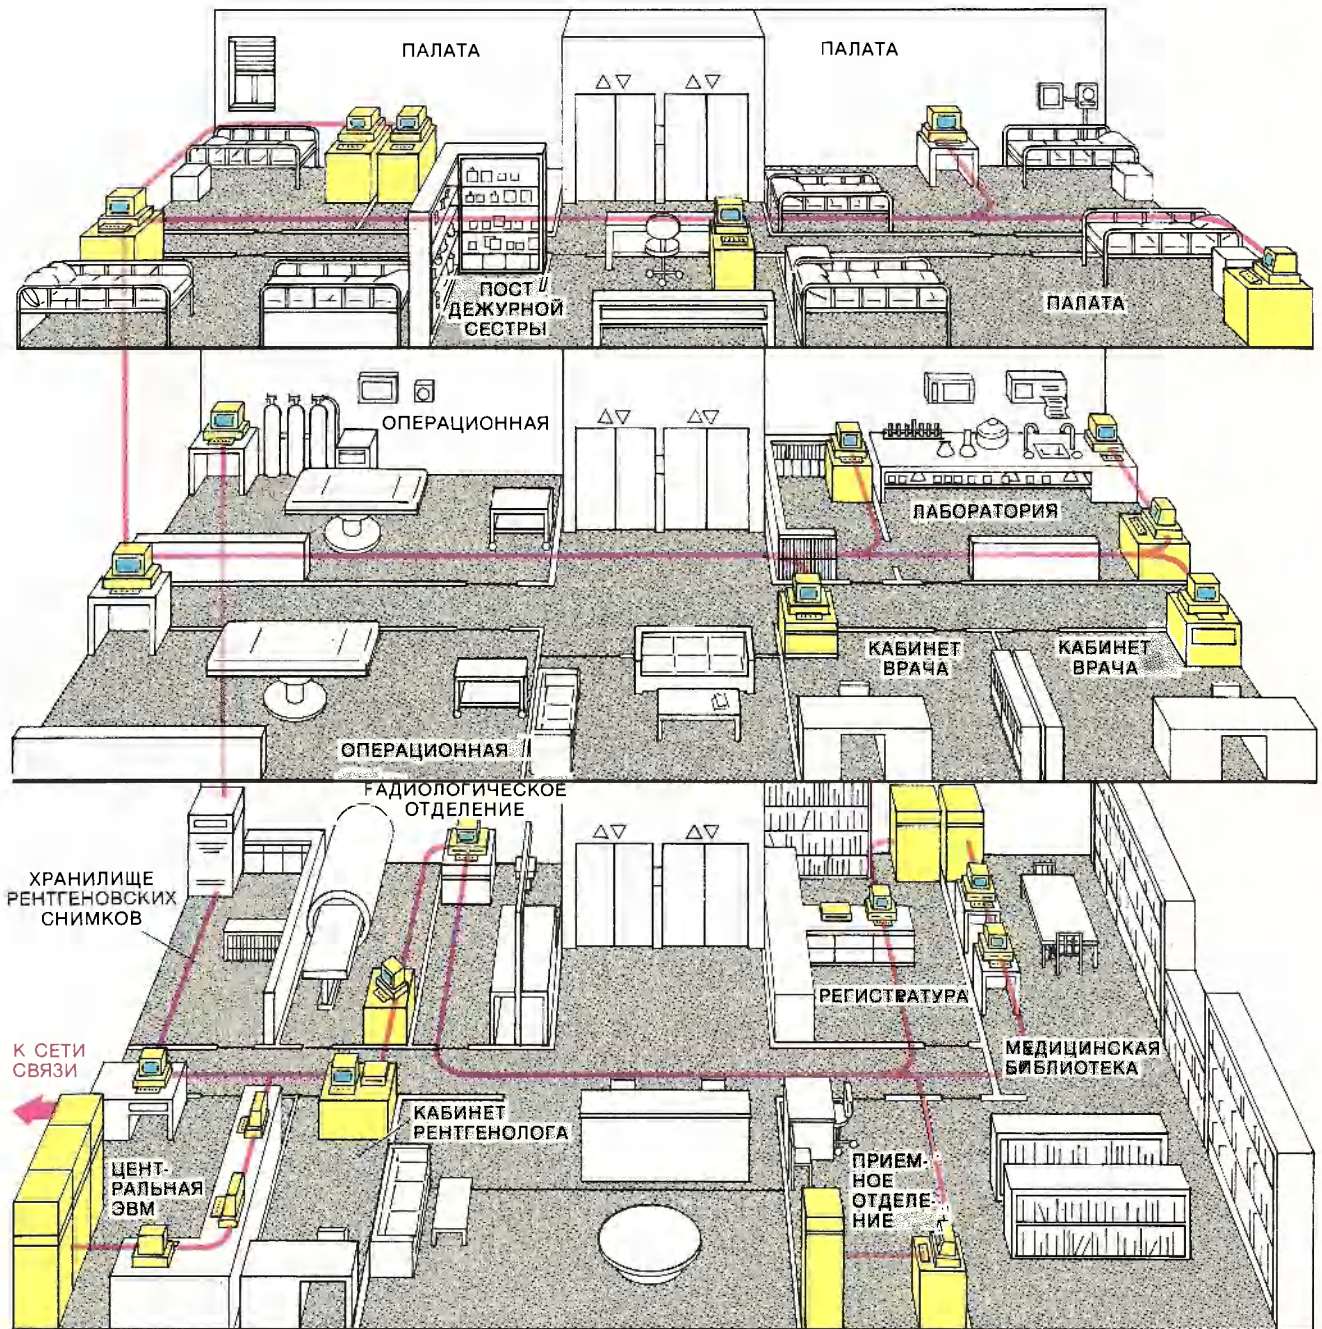 ПАЛАТА
ПАЛАТА
ПОСТ
ДЕЖУРНОЙ
СЕСТРЫ
ПАЛАТА
ОПЕРАЦИОННАЯ
ЛАБОРАТОРИЯ
КАБИНЕТ
ВРАЧА
КАБИНЕТ
ВРАЧА
ОПЕРАЦИОННАЯ
РАДИОЛОГИЧЕСКОЕ
ОТДЕЛЕНИЕ
ХРАНИЛИЩЕ
РЕНТГЕНОВСКИХ
СНИМКОВ
РЕГИСТРАТУРА
К СЕТИ
СВЯЗИ
МЕДИЦИНСКАЯ
БИБЛИОТЕКА
КАБИНЕТ
РЕНТГЕНОЛОГА
ЦЕНТ-
РАЛЬНАЯ
ЭВМ
ПРИЕМ-
НОЕ
ОТДЕЛЕ-
НИЕ